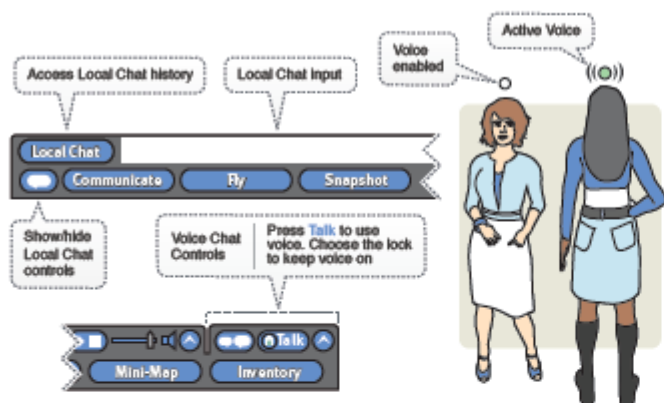 Active Voice
Voice
enabled
Access Local Chat history
Local Chat input
Local Chat
Communicate
Fly
Snapshot
Show/hide
Local Chat
controls
Voice Chat
Controls
Press Talk to use
voice. Choose the lock
to keep voice on
Talk
Mini-Map
Inventory